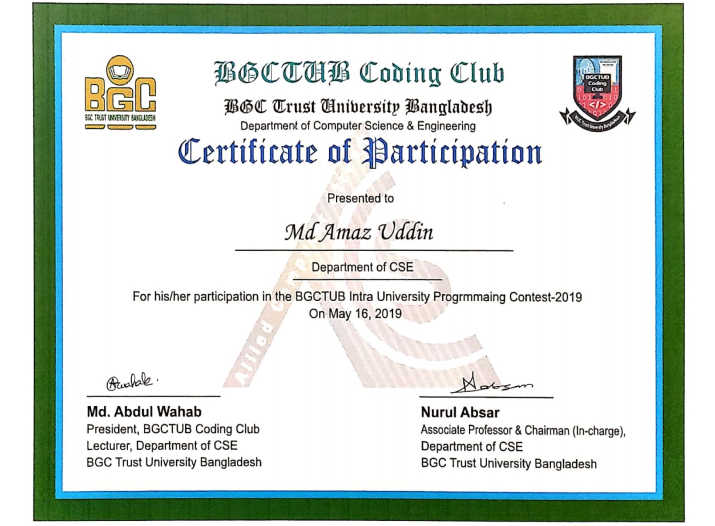 BGCTUB Coding Club
BGC Trust University Bangladesh
Department of Computer Science & Engineering
Certificate of Participation
BGC
BGC TRUST UNIVERSITY BANGLADESH
BGCTUB
Coding
Club
</>
BGC Trust University Bangladesh
Presented to
Md Amaz Uddin
Department of CSE
For his/her participation in the BGCTUB Intra University Progrmmaing Contest-2019
On May 16, 2019
Allied
Md. Abdul Wahab
President, BGCTUB Coding Club
Lecturer, Department of CSE
BGC Trust University Bangladesh
Nurul Absar
Associate Professor & Chairman (In-charge),
Department of CSE
BGC Trust University Bangladesh